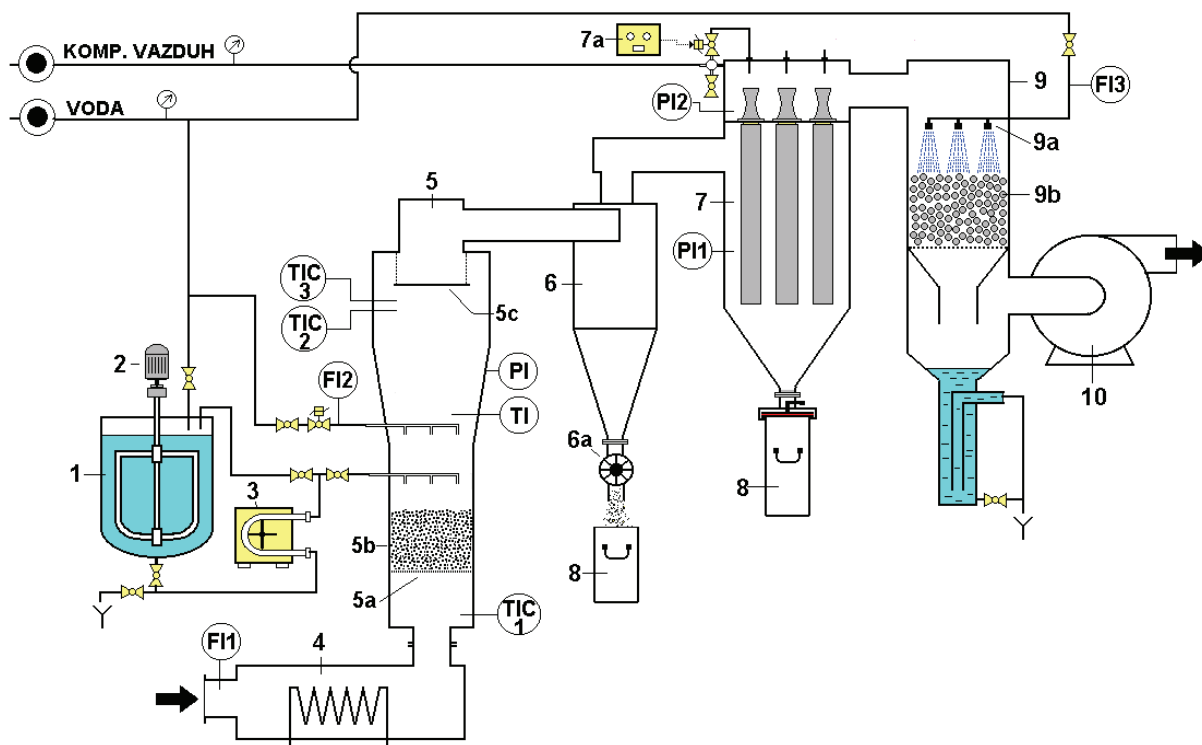 KOMP. VAZDUH
VODA
7a
PI2
9
FI3
9a
9b
5
7
PI1
6
TIC
3
TIC
2
5c
PI
2
FI2
TI
10
1
3
6a
8
5b
8
5a
TIC
1
FI1
4